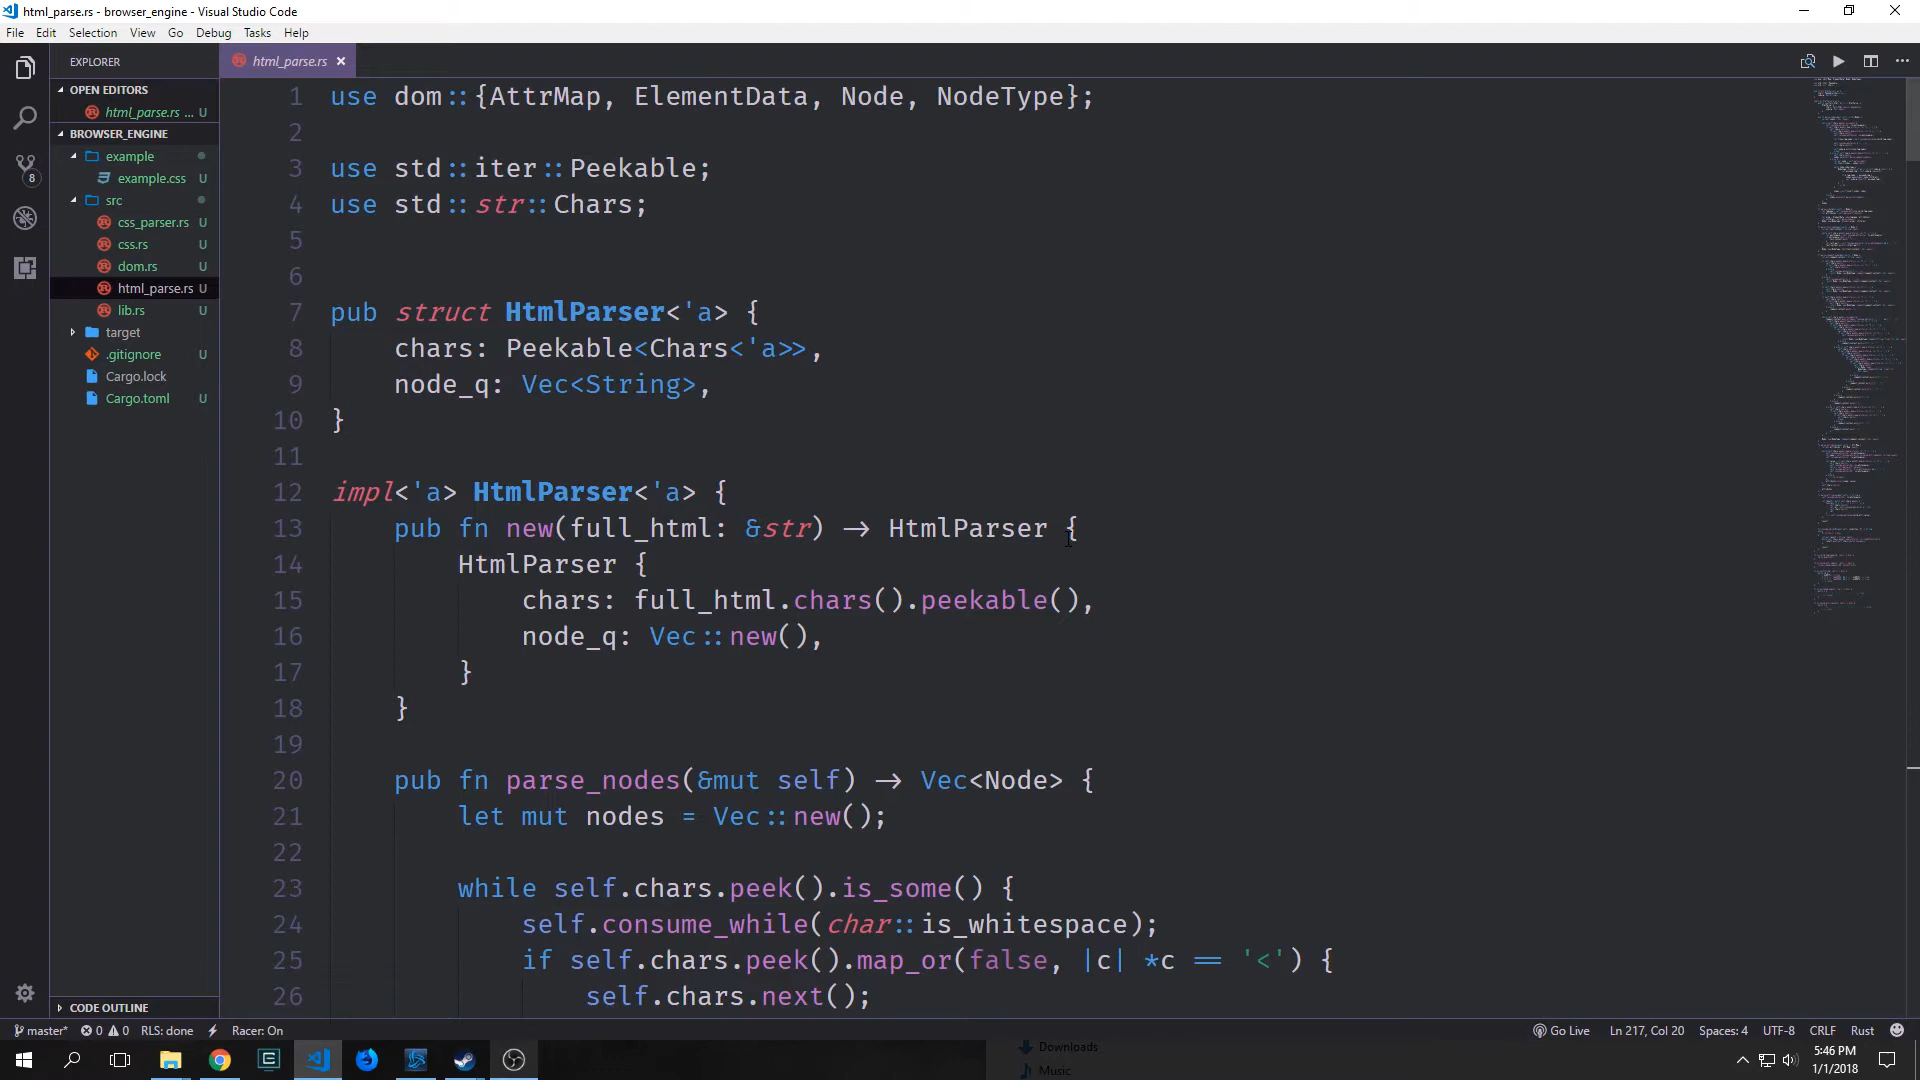 html_parse.rs - browser_engine - Visual Studio Code
File Edit Selection View Go Debug Tasks Help
EXPLORER
html_parse.rs
OPEN EDITORS
html_parse.rs ... U
BROWSER_ENGINE
example
example.css U
src
css_parser.rs U
css.rs U
dom.rs U
html_parse.rs U
lib.rs U
target
.gitignore U
Cargo.lock U
Cargo.toml U
8
CODE OUTLINE
1 use dom::{AttrMap, ElementData, Node, NodeType};
2
3 use std::iter::Peekable;
4 use std::str::Chars;
5
6
7 pub struct HtmlParser<'a> {
8 chars: Peekable<Chars<'a>>,
9 node_q: Vec<String>,
10 }
11
12 impl<'a> HtmlParser<'a> {
13 pub fn new(full_html: &str) -> HtmlParser {
14 HtmlParser {
15 chars: full_html.chars().peekable(),
16 node_q: Vec::new(),
17 }
18 }
19
20 pub fn parse_nodes(&mut self) -> Vec<Node> {
21 let mut nodes = Vec::new();
22
23 while self.chars.peek().is_some() {
24 self.consume_while(char::is_whitespace);
25 if self.chars.peek().map_or(false, |c| *c == '<') {
26 self.chars.next();
master* 0 0 RLS: done Racer: On
Go Live Ln 217, Col 20 Spaces: 4 UTF-8 CRLF Rust
Downloads
Music
5:46 PM
1/1/2018